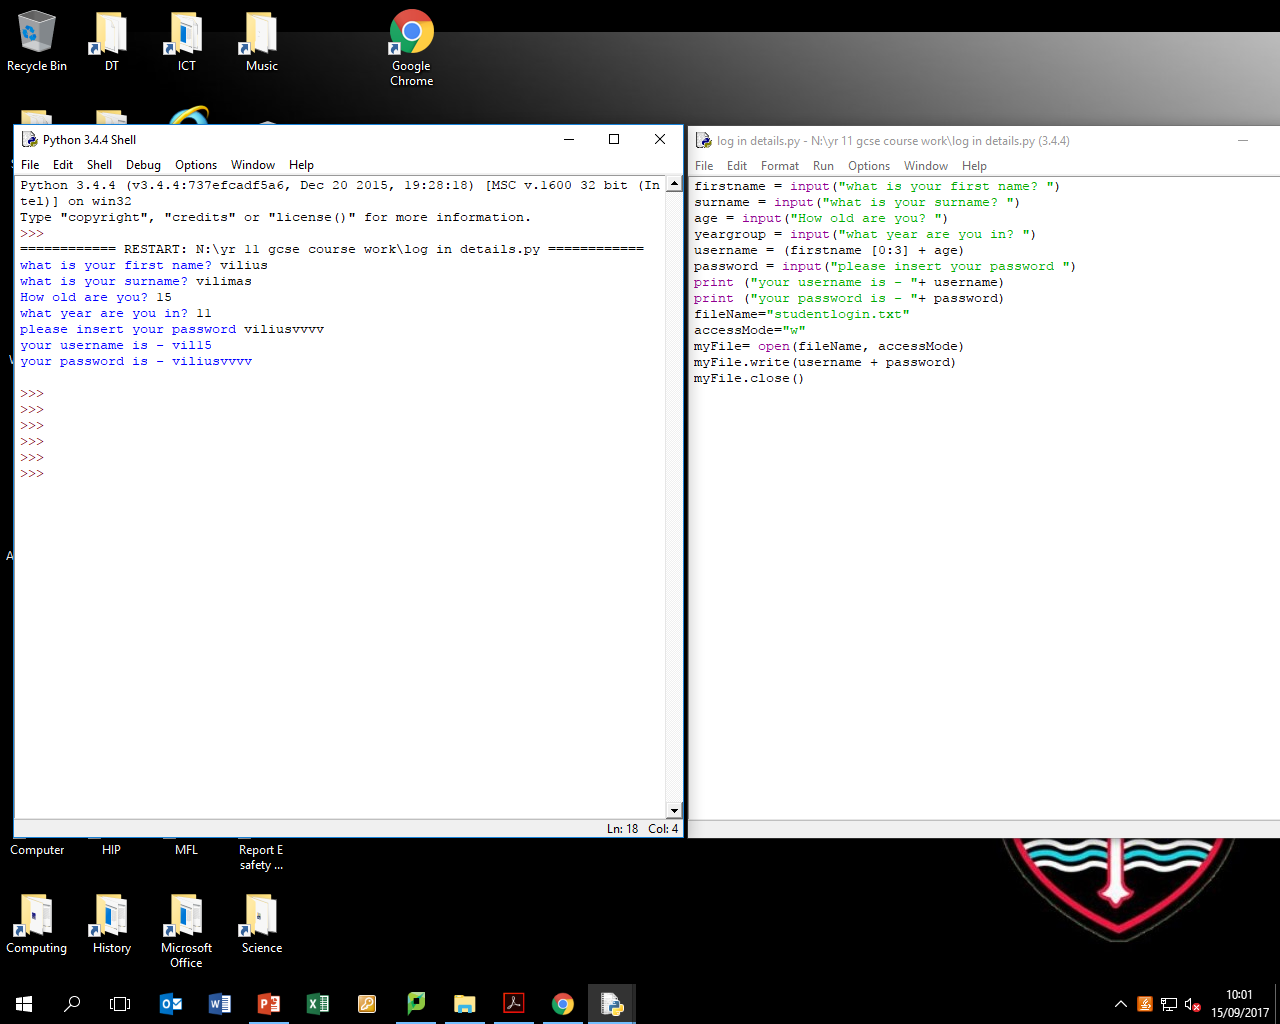 Recycle Bin
DT
ICT
Music
Google
Chrome
Python 3.4.4 Shell
File Edit Shell Debug Options Window Help
Python 3.4.4 (v3.4.4:737efcadf5a6, Dec 20 2015, 19:28:18) [MSC v.1600 32 bit (In
tel)] on win32
Type "copyright", "credits" or "license()" for more information.
>>>
============ RESTART: N:\yr 11 gcse course work\log in details.py ============
what is your first name? vilius
what is your surname? vilimas
How old are you? 15
what year are you in? 11
please insert your password viliusvvvv
your username is - vil15
your password is - viliusvvvv
>>>
>>>
>>>
>>>
>>>
>>>
Ln: 18 Col: 4
log in details.py - N:\yr 11 gcse course work\log in details.py (3.4.4)
File Edit Format Run Options Window Help
firstname = input("what is your first name? ")
surname = input("what is your surname? ")
age = input("How old are you? ")
yeargroup = input("what year are you in? ")
username = (firstname [0:3] + age)
password = input("please insert your password ")
print ("your username is - "+ username)
print ("your password is - "+ password)
fileName="studentlogin.txt"
accessMode="w"
myFile= open(fileName, accessMode)
myFile.write(username + password)
myFile.close()
Computer
HIP
MFL
Report E
safety ...
Computing
History
Microsoft
Office
Science
10:01
15/09/2017